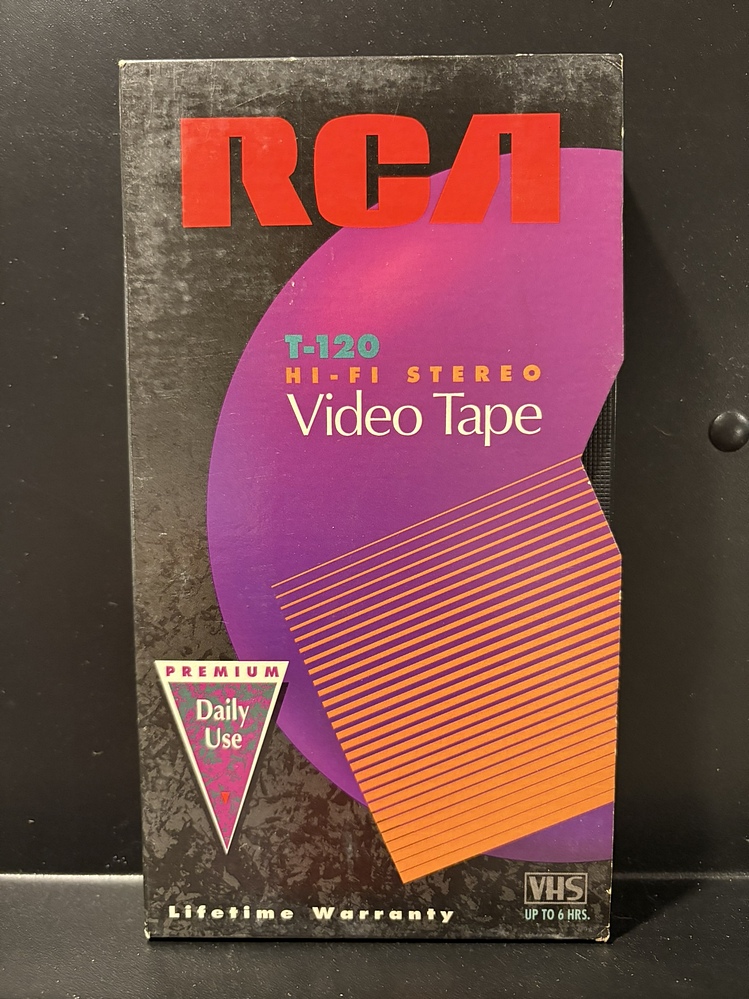 RCA
T-120
HI-FI STEREO
Video Tape
PREMIUM
Daily
Use
Lifetime Warranty
VHS
UP TO 6 HRS.